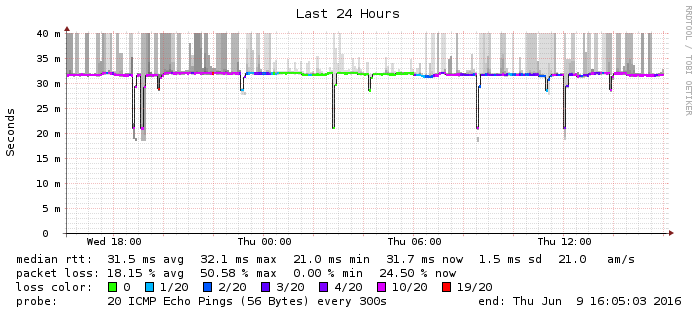 Last 24 Hours
RRDTOOL / TOBI OETIKER
Seconds
40 m
35 m
30 m
25 m
20 m
15 m
10 m
5 m
0
Wed 18:00 Thu 00:00 Thu 06:00 Thu 12:00
median rtt: 31.5 ms avg 32.1 ms max 21.0 ms min 31.7 ms now 1.5 ms sd 21.0 am/s
packet loss: 18.15 % avg 50.58 % max 0.00 % min 24.50 % now
loss color: 0 1/20 2/20 3/20 4/20 10/20 19/20
probe: 20 ICMP Echo Pings (56 Bytes) every 300s end: Thu Jun 9 16:05:03 2016